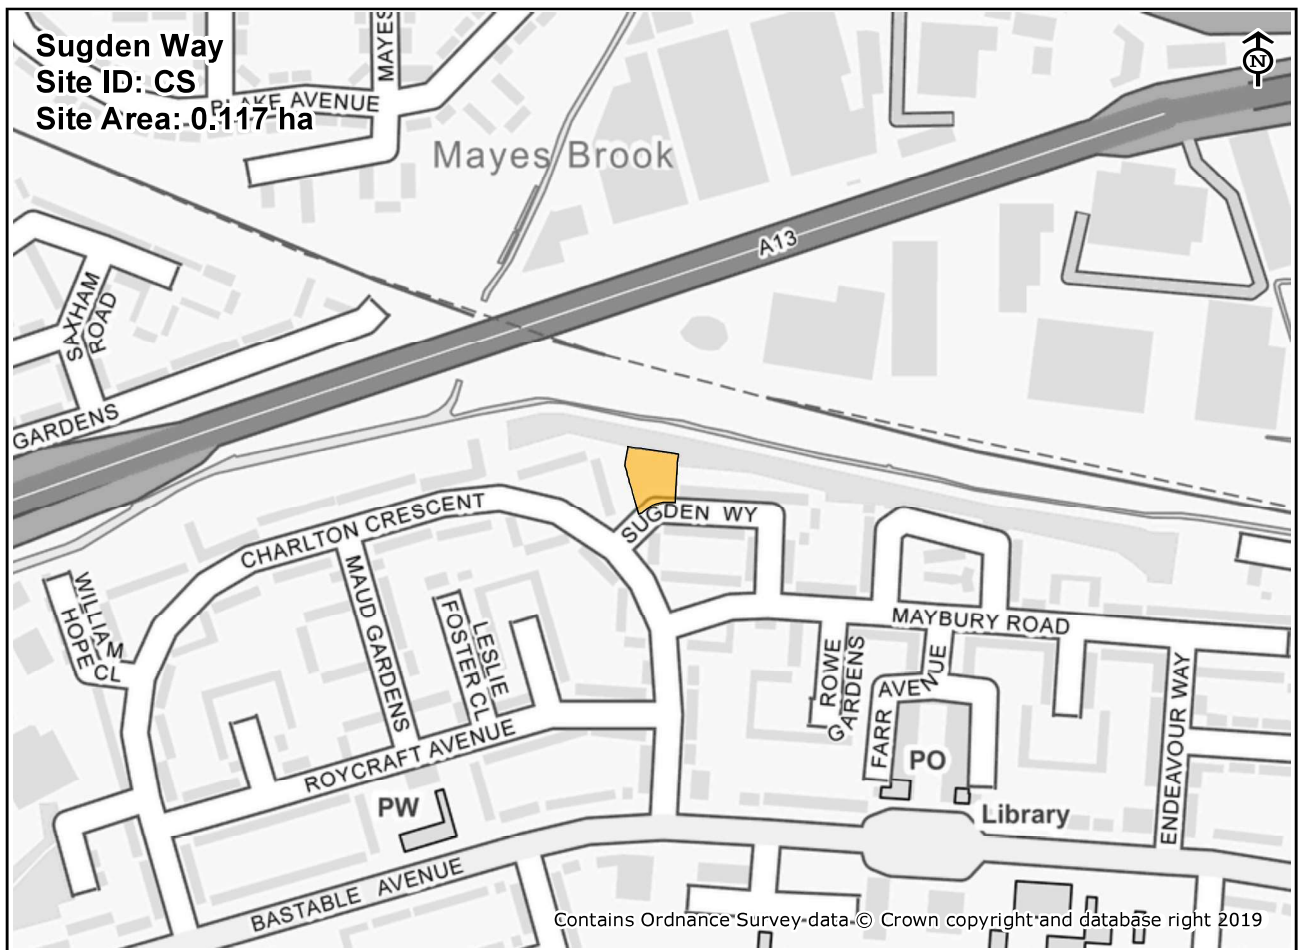 Sugden Way
Site ID: CS
Site Area: 0.117 ha
MAYES
N
BLAKE AVENUE
Mayes Brook
A13
SAXHAM
ROAD
GARDENS
CHARLTON CRESCENT
SUGDEN WY
WILLIAM
HOPE
CL
MAUD GARDENS
LESLIE
FOSTER CL
MAYBURY ROAD
ROWE
GARDENS
FARR AVENUE
ENDEAVOUR WAY
ROYCRAFT AVENUE
PO
PW
Library
BASTABLE AVENUE
Contains Ordnance Survey data © Crown copyright and database right 2019